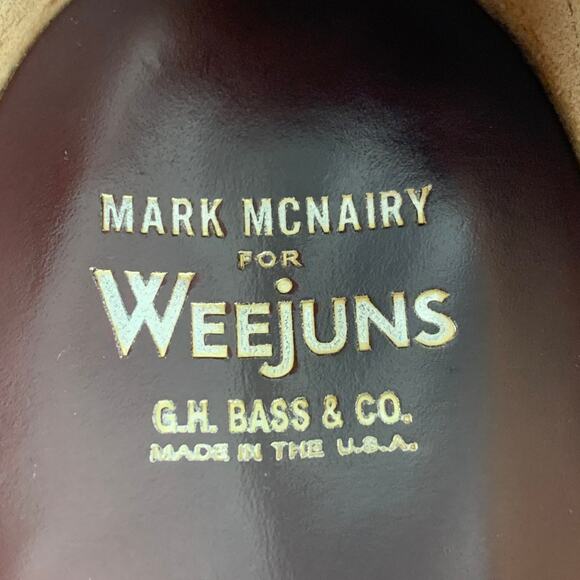 MARK MCNAIRY
FOR
WEEjUNS
G.H. BASS & CO.
MADE IN THE U.S.A.